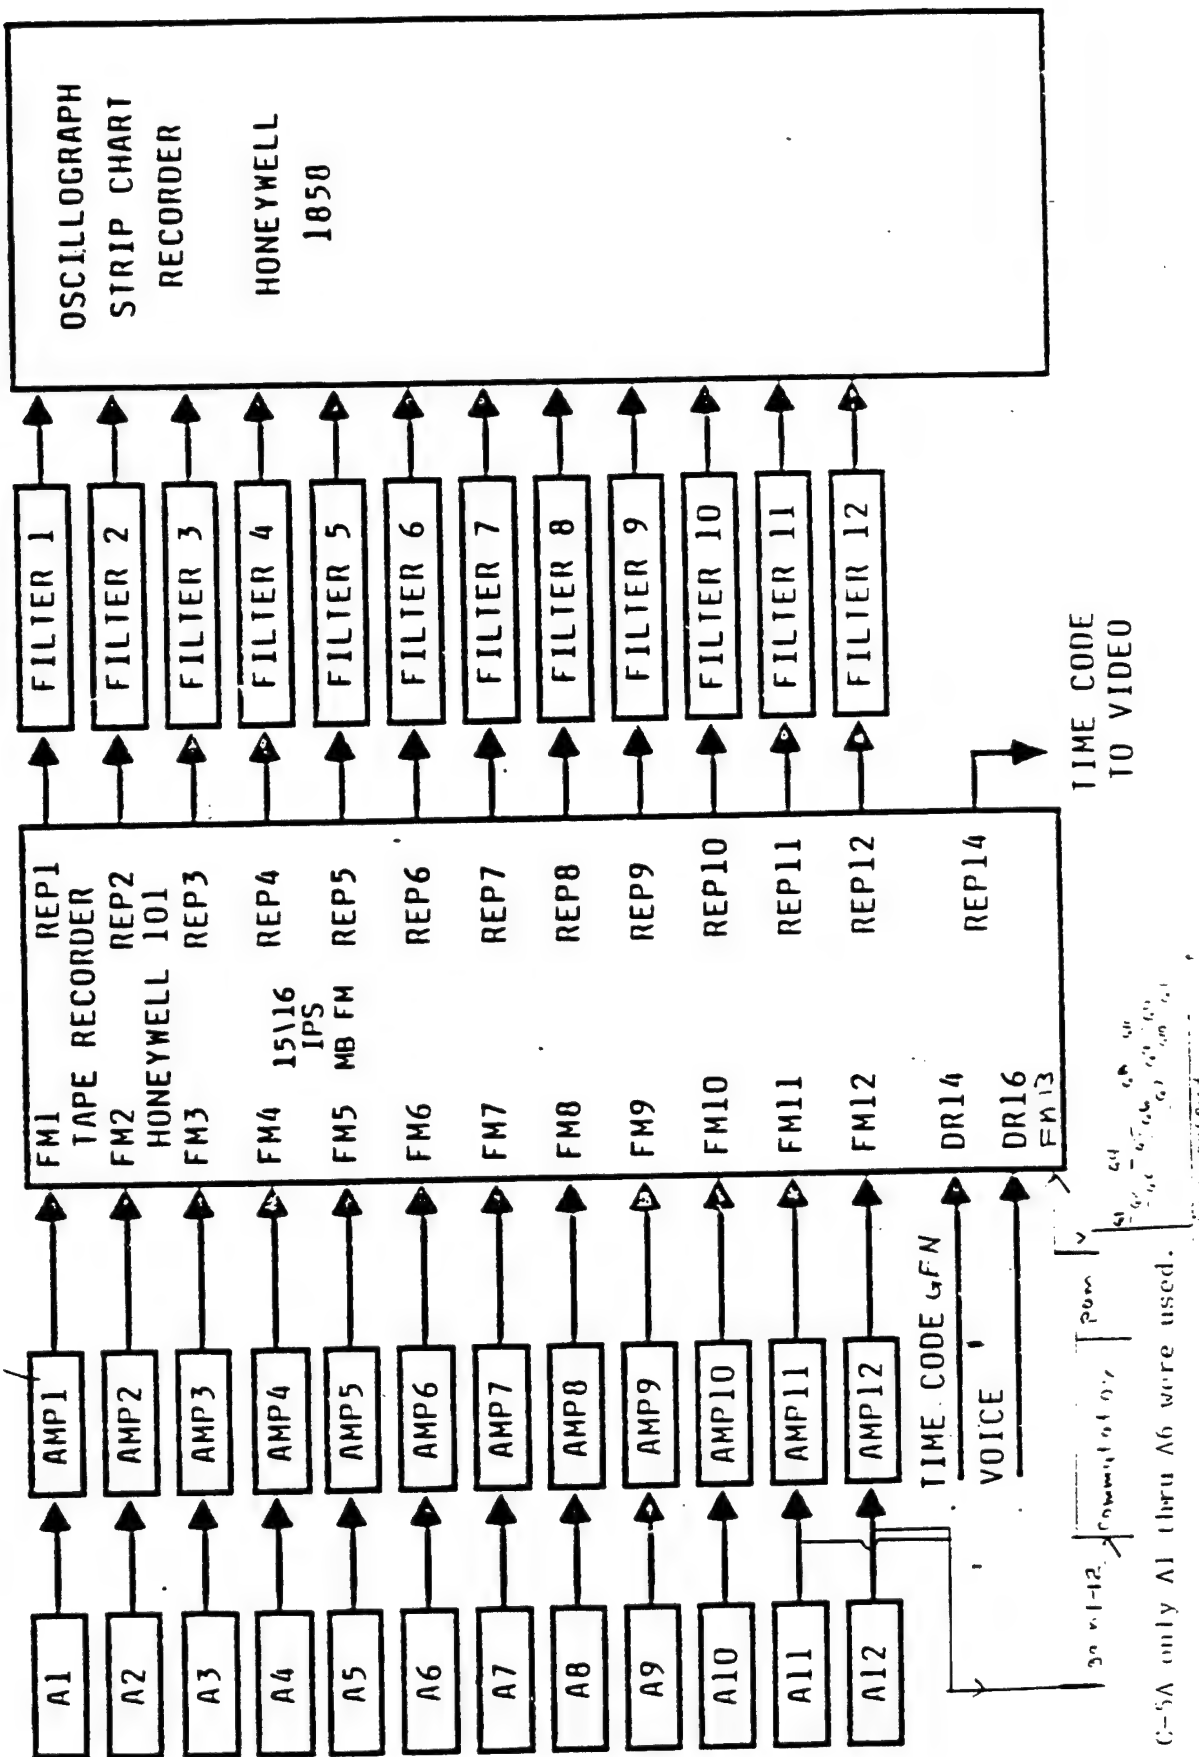 A1
A2
A3
A4
A5
A6
A7
A8
A9
A10
A11
A12
AMP1
AMP2
AMP3
AMP4
AMP5
AMP6
AMP7
AMP8
AMP9
AMP10
AMP11
AMP12
TIME CODE GEN
VOICE
FM1 REP1
TAPE RECORDER
FM2 REP2
HONEYWELL 101
FM3 REP3
FM4 REP4
15\16
IPS
FM5 MB FM REP5
FM6 REP6
FM7 REP7
FM8 REP8
FM9 REP9
FM10 REP10
FM11 REP11
FM12 REP12
DR14 REP14
DR16
FM13
FILTER 1
FILTER 2
FILTER 3
FILTER 4
FILTER 5
FILTER 6
FILTER 7
FILTER 8
FILTER 9
FILTER 10
FILTER 11
FILTER 12
TIME CODE
TO VIDEO
OSCILLOGRAPH
STRIP CHART
RECORDER
HONEYWELL
1858
commutator
C-5A only A1 thru A6 were used.